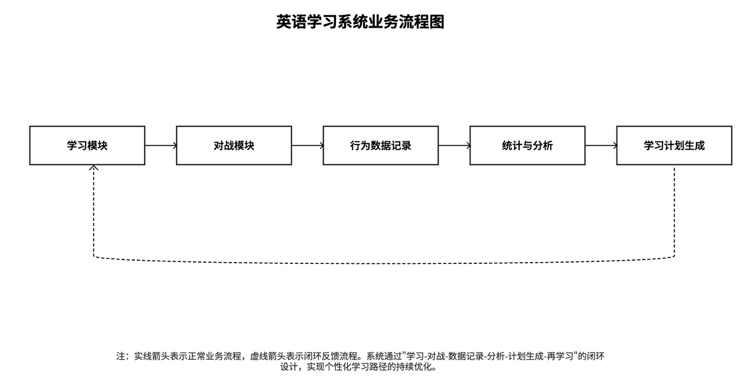 英语学习系统业务流程图
学习模块
对战模块
行为数据记录
统计与分析
学习计划生成
注：实线箭头表示正常业务流程，虚线箭头表示闭环反馈流程。系统通过"学习-对战-数据记录-分析-计划生成-再学习"的闭环
设计，实现个性化学习路径的持续优化。